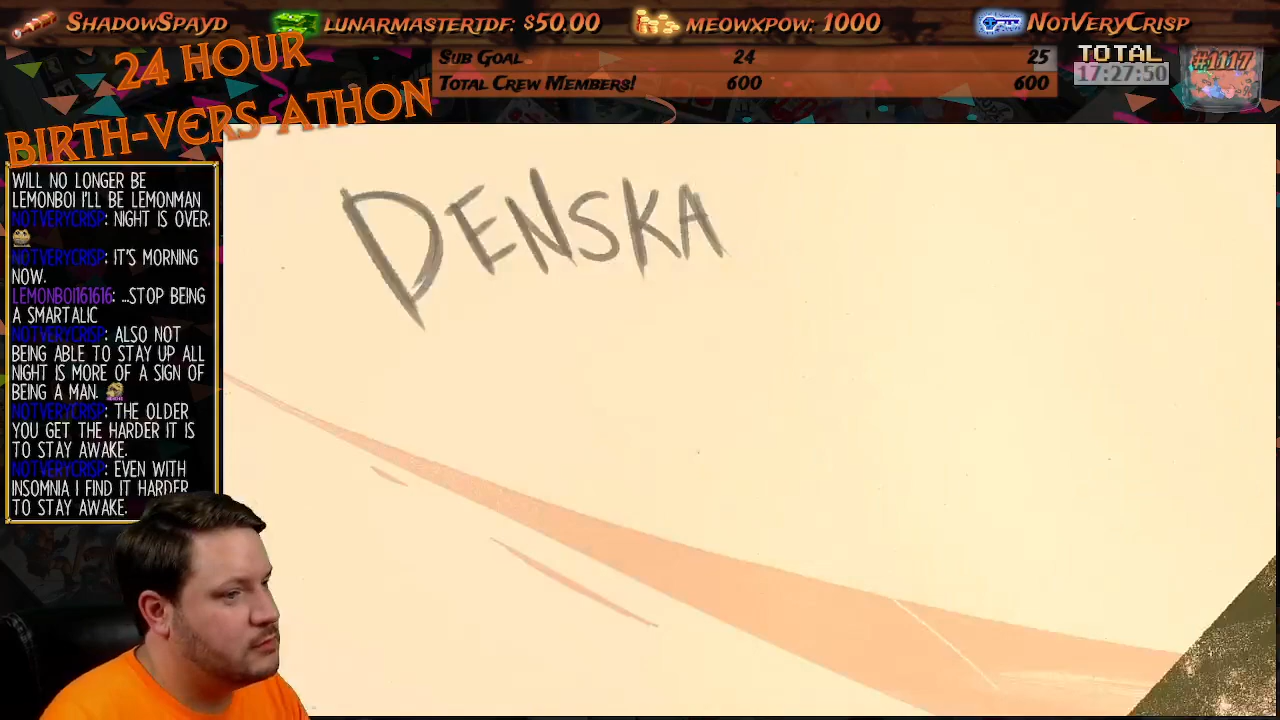 ShadowSpayd
lunarmastertdf: $50.00
meowxpow: 1000
NotVeryCrisp
24 HOUR
BIRTH-VERS-ATHON
Sub Goal 24 25
Total Crew Members! 600 600
TOTAL
17:27:50
#1117
WILL NO LONGER BE
LEMONBOI I'LL BE LEMONMAN
NOTVERYCRISP: NIGHT IS OVER.
NOTVERYCRISP: IT'S MORNING
NOW.
LEMONBOI161616: ...STOP BEING
A SMARTALIC
NOTVERYCRISP: ALSO NOT
BEING ABLE TO STAY UP ALL
NIGHT IS MORE OF A SIGN OF
BEING A MAN.
NOTVERYCRISP: THE OLDER
YOU GET THE HARDER IT IS
TO STAY AWAKE.
NOTVERYCRISP: EVEN WITH
INSOMNIA I FIND IT HARDER
TO STAY AWAKE.
DENSKA